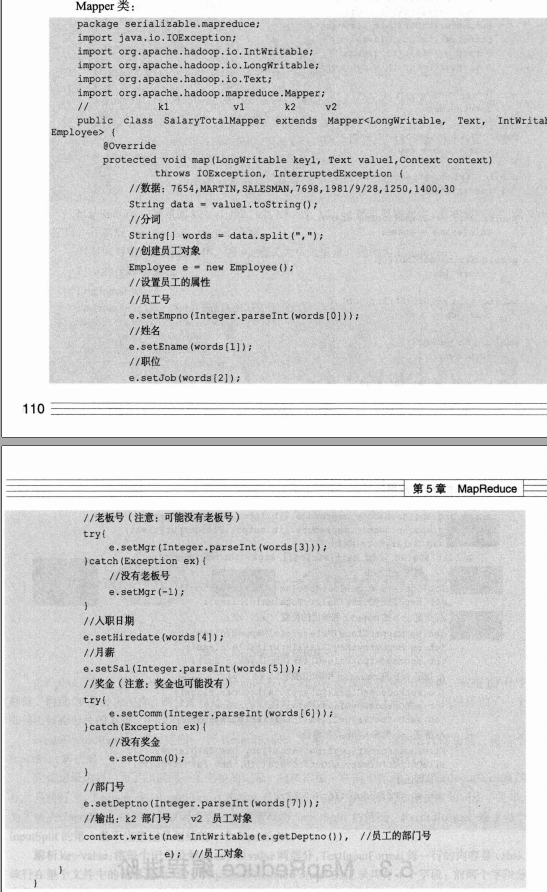 Mapper 类：
package serializable.mapreduce;
import java.io.IOException;
import org.apache.hadoop.io.IntWritable;
import org.apache.hadoop.io.LongWritable;
import org.apache.hadoop.io.Text;
import org.apache.hadoop.mapreduce.Mapper;
// k1 v1 k2 v2
public class SalaryTotalMapper extends Mapper<LongWritable, Text, IntWritab
Employee> {
@Override
protected void map(LongWritable key1, Text value1,Context context)
throws IOException, InterruptedException {
//数据：7654,MARTIN,SALESMAN,7698,1981/9/28,1250,1400,30
String data = value1.toString();
//分词
String[] words = data.split(",");
//创建员工对象
Employee e = new Employee();
//设置员工的属性
//员工号
e.setEmpno(Integer.parseInt(words[0]));
//姓名
e.setEname(words[1]);
//职位
e.setJob(words[2]);
110
第 5 章 MapReduce
//老板号（注意：可能没有老板号）
try{
e.setMgr(Integer.parseInt(words[3]));
}catch(Exception ex){
//没有老板号
e.setMgr(-1);
}
//入职日期
e.setHiredate(words[4]);
//月薪
e.setSal(Integer.parseInt(words[5]));
//奖金（注意：奖金也可能没有）
try{
e.setComm(Integer.parseInt(words[6]));
}catch(Exception ex){
//没有奖金
e.setComm(0);
}
//部门号
e.setDeptno(Integer.parseInt(words[7]));
//输出：k2 部门号 v2 员工对象
context.write(new IntWritable(e.getDeptno()), //员工的部门号
e); //员工对象
}
}